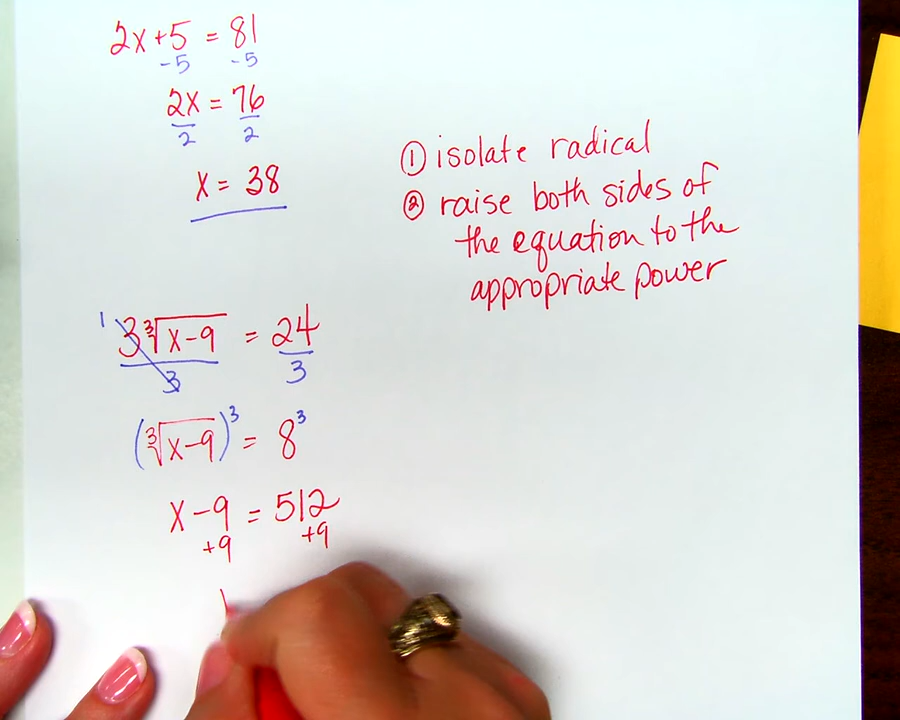 2x+5 = 81
-5 -5
2x = 76
2 2
x = 38
① isolate radical
② raise both sides of
the equation to the
appropriate power
1 3∛x-9 = 24
3 3
(∛x-9)³ = 8³
x-9 = 512
+9 +9